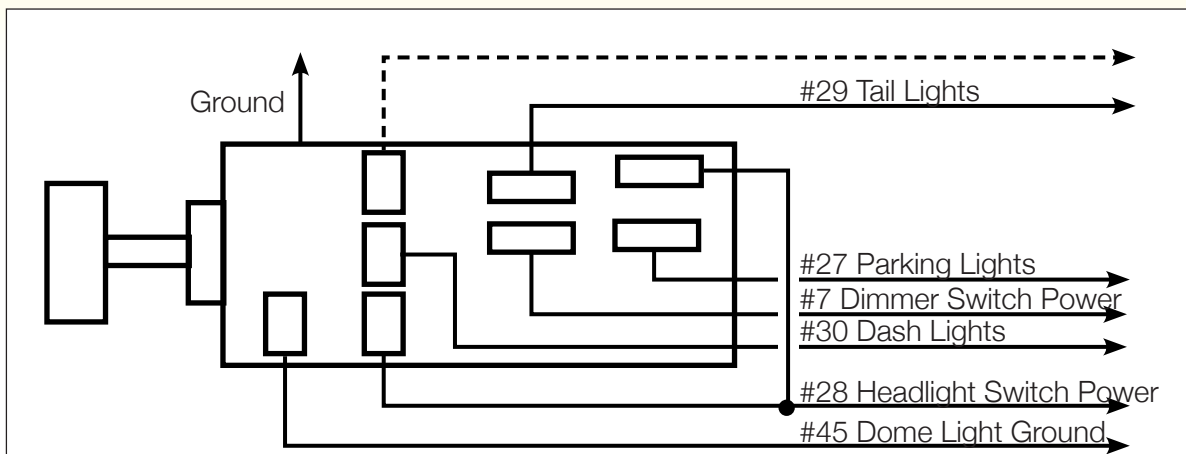 Ground
#29 Tail Lights
#27 Parking Lights
#7 Dimmer Switch Power
#30 Dash Lights
#28 Headlight Switch Power
#45 Dome Light Ground